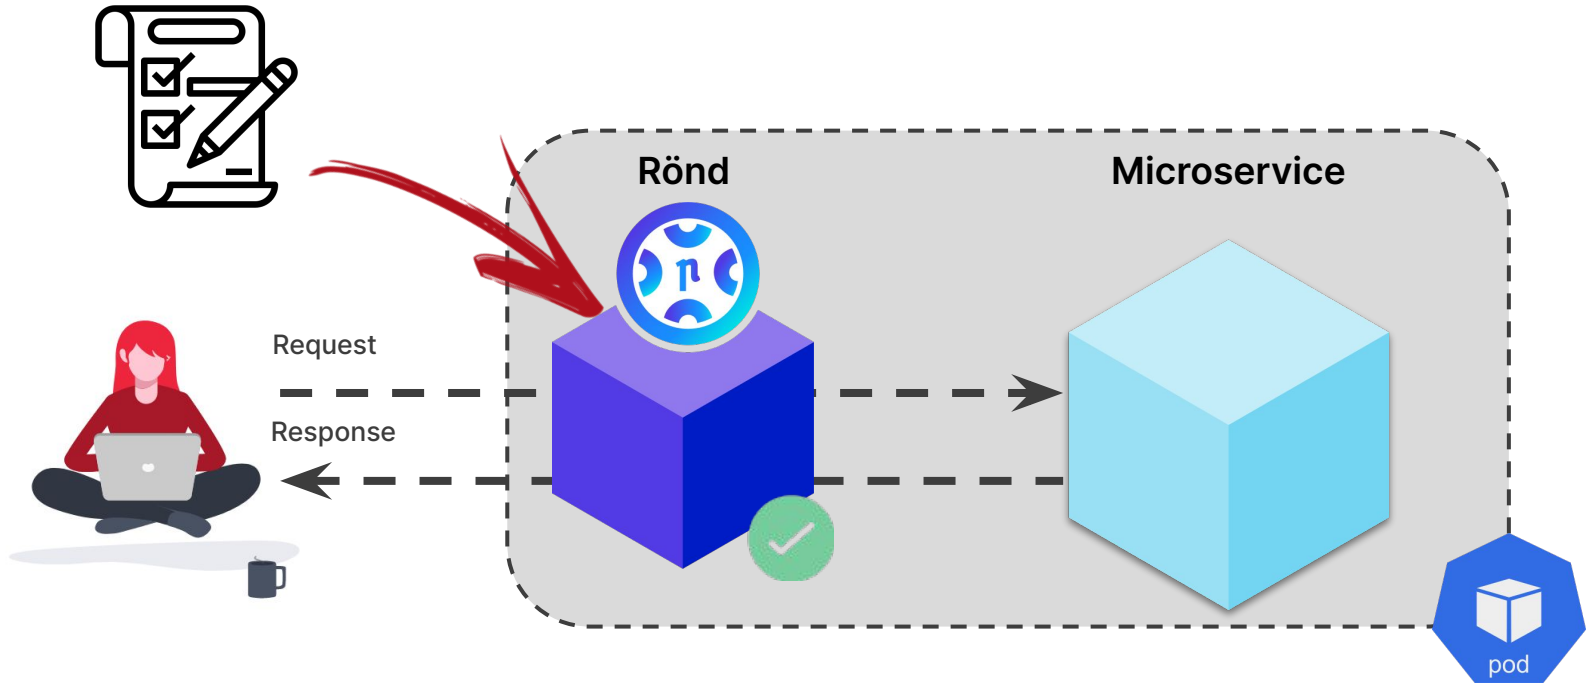 Rönd
Microservice
Request
Response
pod